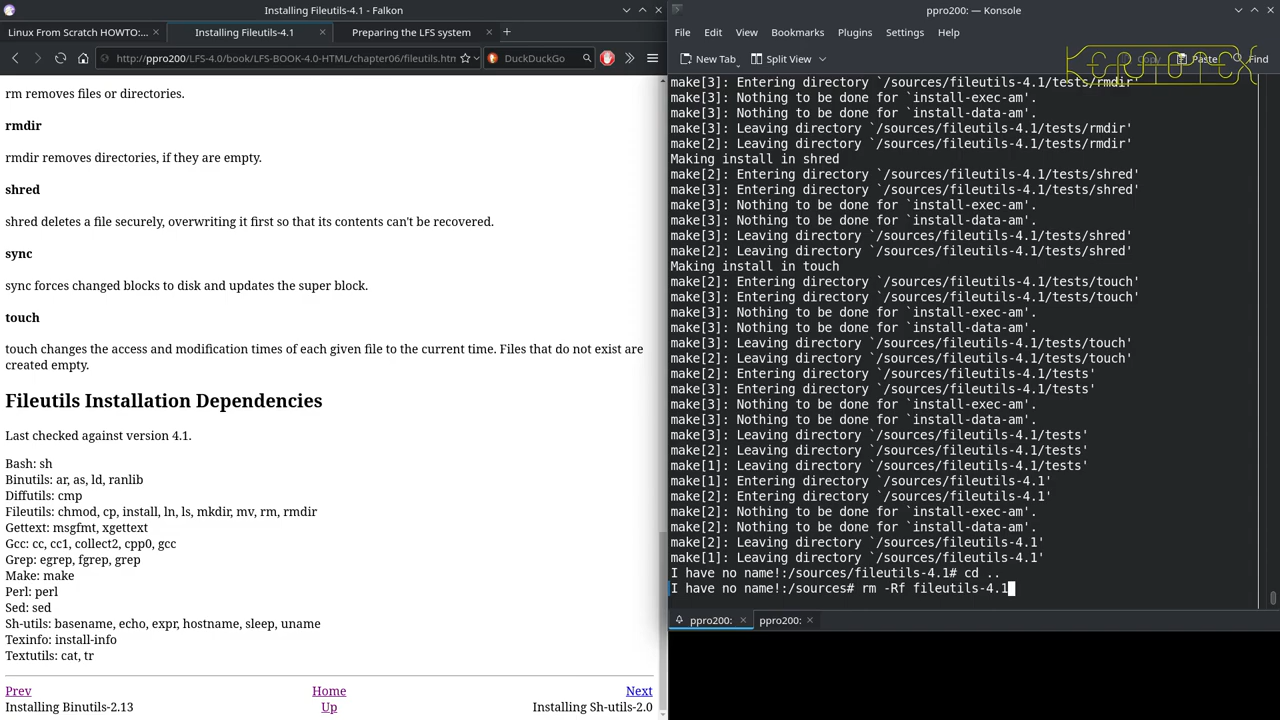 Installing Fileutils-4.1 - Falkon
Linux From Scratch HOWTO:...
Installing Fileutils-4.1
Preparing the LFS system
http://ppro200/LFS-4.0/book/LFS-BOOK-4.0-HTML/chapter06/fileutils.htm
DuckDuckGo
rm removes files or directories.
rmdir
rmdir removes directories, if they are empty.
shred
shred deletes a file securely, overwriting it first so that its contents can't be recovered.
sync
sync forces changed blocks to disk and updates the super block.
touch
touch changes the access and modification times of each given file to the current time. Files that do not exist are
created empty.
Fileutils Installation Dependencies
Last checked against version 4.1.
Bash: sh
Binutils: ar, as, ld, ranlib
Diffutils: cmp
Fileutils: chmod, cp, install, ln, ls, mkdir, mv, rm, rmdir
Gettext: msgfmt, xgettext
Gcc: cc, cc1, collect2, cpp0, gcc
Grep: egrep, fgrep, grep
Make: make
Perl: perl
Sed: sed
Sh-utils: basename, echo, expr, hostname, sleep, uname
Texinfo: install-info
Textutils: cat, tr
Prev Home Next
Installing Binutils-2.13 Up Installing Sh-utils-2.0
ppro200: — Konsole
File Edit View Bookmarks Plugins Settings Help
New Tab Split View Copy Paste Find
make[3]: Entering directory `/sources/fileutils-4.1/tests/rmdir'
make[3]: Nothing to be done for `install-exec-am'.
make[3]: Nothing to be done for `install-data-am'.
make[3]: Leaving directory `/sources/fileutils-4.1/tests/rmdir'
make[2]: Leaving directory `/sources/fileutils-4.1/tests/rmdir'
Making install in shred
make[2]: Entering directory `/sources/fileutils-4.1/tests/shred'
make[3]: Entering directory `/sources/fileutils-4.1/tests/shred'
make[3]: Nothing to be done for `install-exec-am'.
make[3]: Nothing to be done for `install-data-am'.
make[3]: Leaving directory `/sources/fileutils-4.1/tests/shred'
make[2]: Leaving directory `/sources/fileutils-4.1/tests/shred'
Making install in touch
make[2]: Entering directory `/sources/fileutils-4.1/tests/touch'
make[3]: Entering directory `/sources/fileutils-4.1/tests/touch'
make[3]: Nothing to be done for `install-exec-am'.
make[3]: Nothing to be done for `install-data-am'.
make[3]: Leaving directory `/sources/fileutils-4.1/tests/touch'
make[2]: Leaving directory `/sources/fileutils-4.1/tests/touch'
make[2]: Entering directory `/sources/fileutils-4.1/tests'
make[3]: Entering directory `/sources/fileutils-4.1/tests'
make[3]: Nothing to be done for `install-exec-am'.
make[3]: Nothing to be done for `install-data-am'.
make[3]: Leaving directory `/sources/fileutils-4.1/tests'
make[2]: Leaving directory `/sources/fileutils-4.1/tests'
make[1]: Leaving directory `/sources/fileutils-4.1/tests'
make[1]: Entering directory `/sources/fileutils-4.1'
make[2]: Entering directory `/sources/fileutils-4.1'
make[2]: Nothing to be done for `install-exec-am'.
make[2]: Nothing to be done for `install-data-am'.
make[2]: Leaving directory `/sources/fileutils-4.1'
make[1]: Leaving directory `/sources/fileutils-4.1'
I have no name!:/sources/fileutils-4.1# cd ..
I have no name!:/sources# rm -Rf fileutils-4.1
ppro200: ppro200: